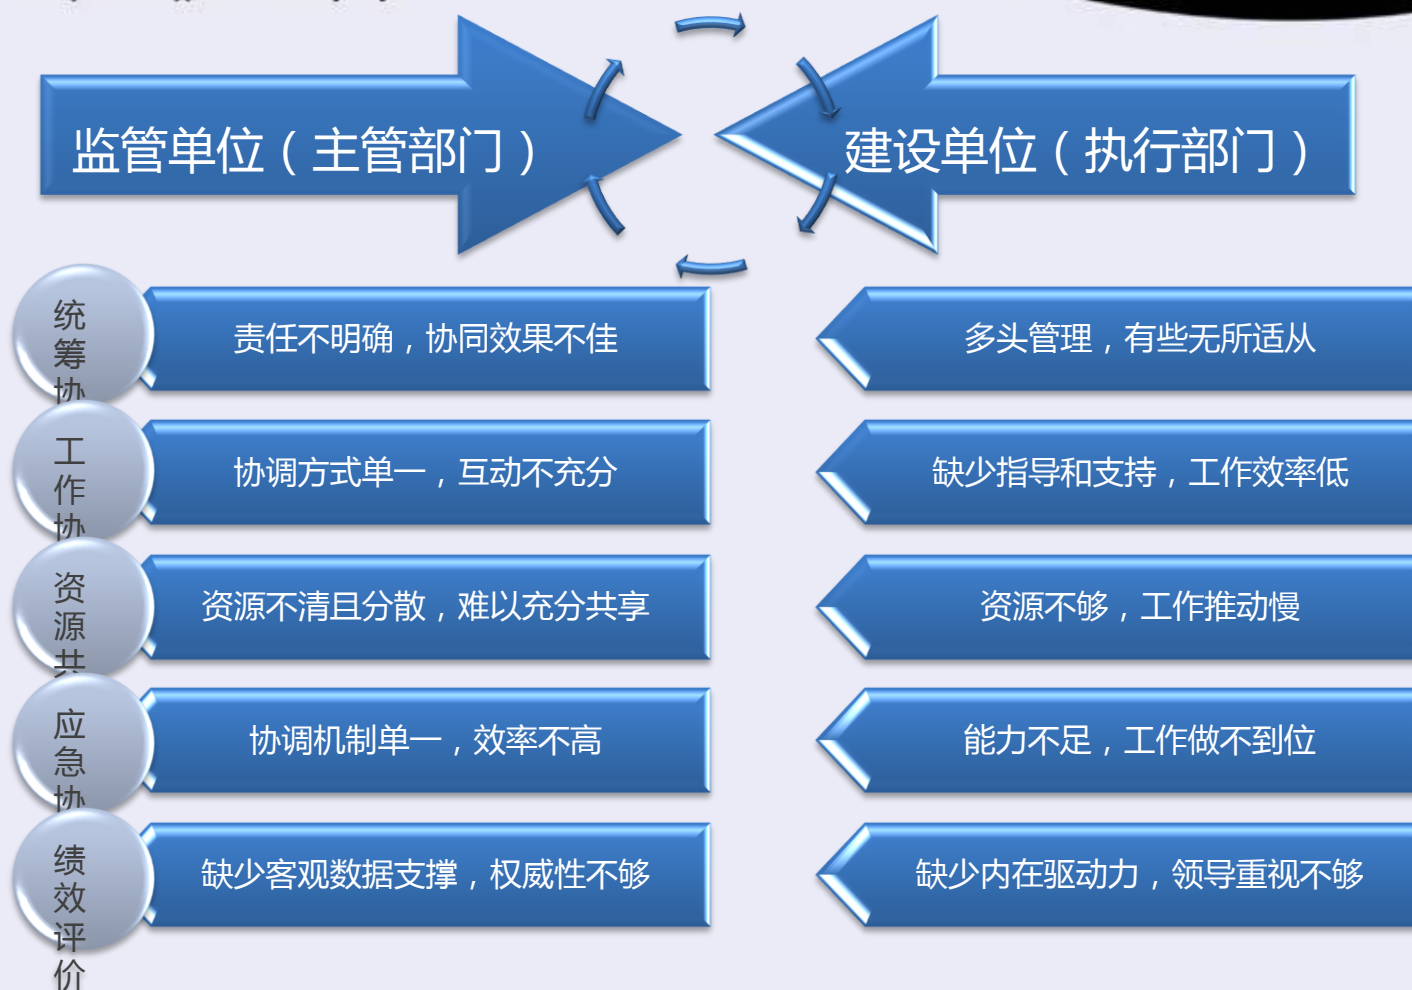 监管单位（主管部门）
建设单位（执行部门）
统筹协
责任不明确，协同效果不佳
多头管理，有些无所适从
工作协
协调方式单一，互动不充分
缺少指导和支持，工作效率低
资源共
资源不清且分散，难以充分共享
资源不够，工作推动慢
应急协
协调机制单一，效率不高
能力不足，工作做不到位
绩效评价
缺少客观数据支撑，权威性不够
缺少内在驱动力，领导重视不够